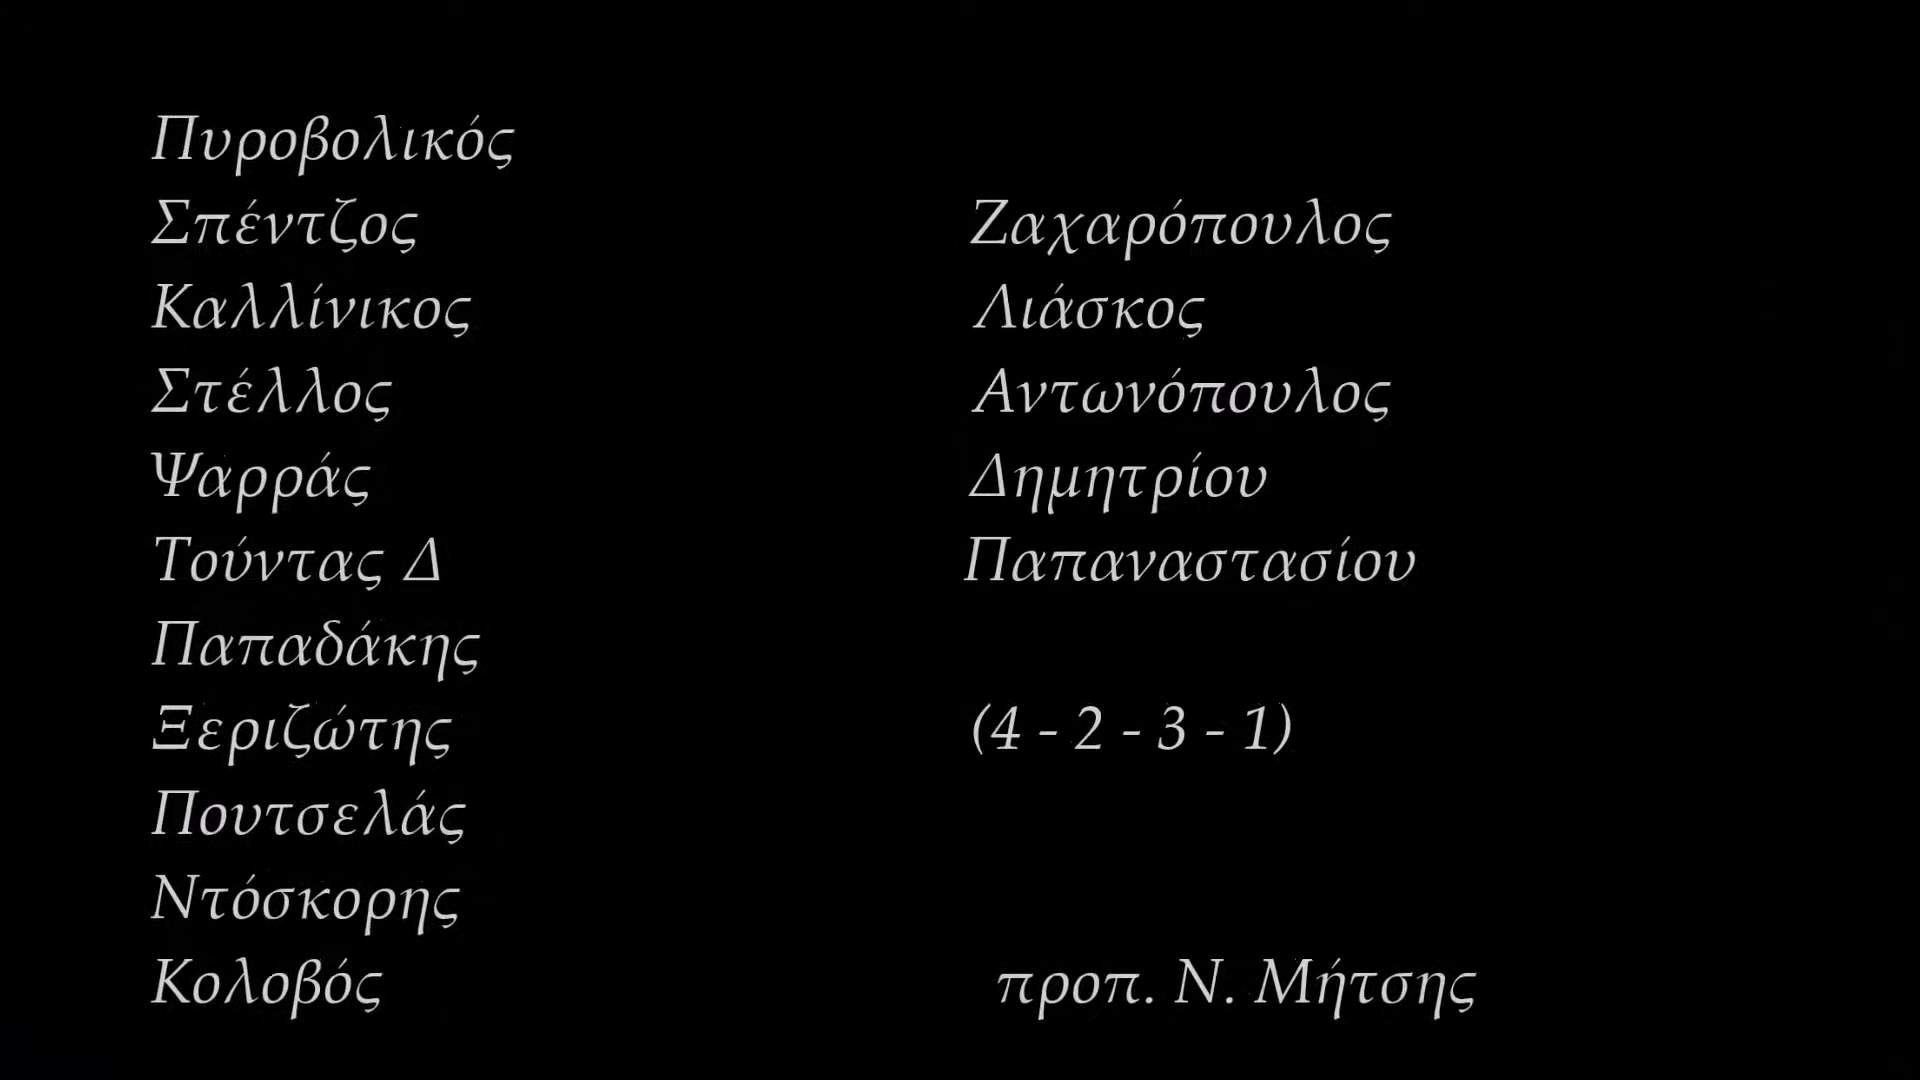 Πυροβολικός
Σπέντζος
Καλλίνικος
Στέλλος
Ψαρράς
Τούντας Δ
Παπαδάκης
Ξεριζώτης
Πουτσελάς
Ντόσκορης
Κολοβός
Ζαχαρόπουλος
Λιάσκος
Αντωνόπουλος
Δημητρίου
Παπαναστασίου
(4 - 2 - 3 - 1)
προπ. Ν. Μήτσης